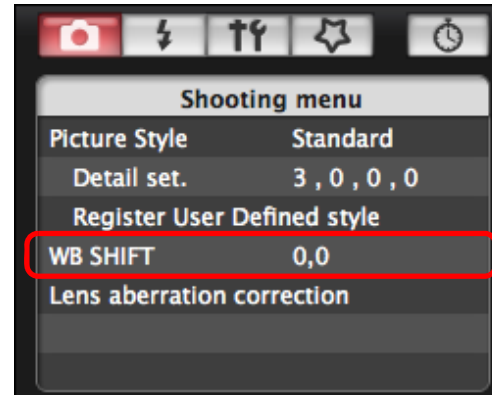 Shooting menu
Picture Style Standard
Detail set. 3 , 0 , 0 , 0
Register User Defined style
WB SHIFT 0,0
Lens aberration correction